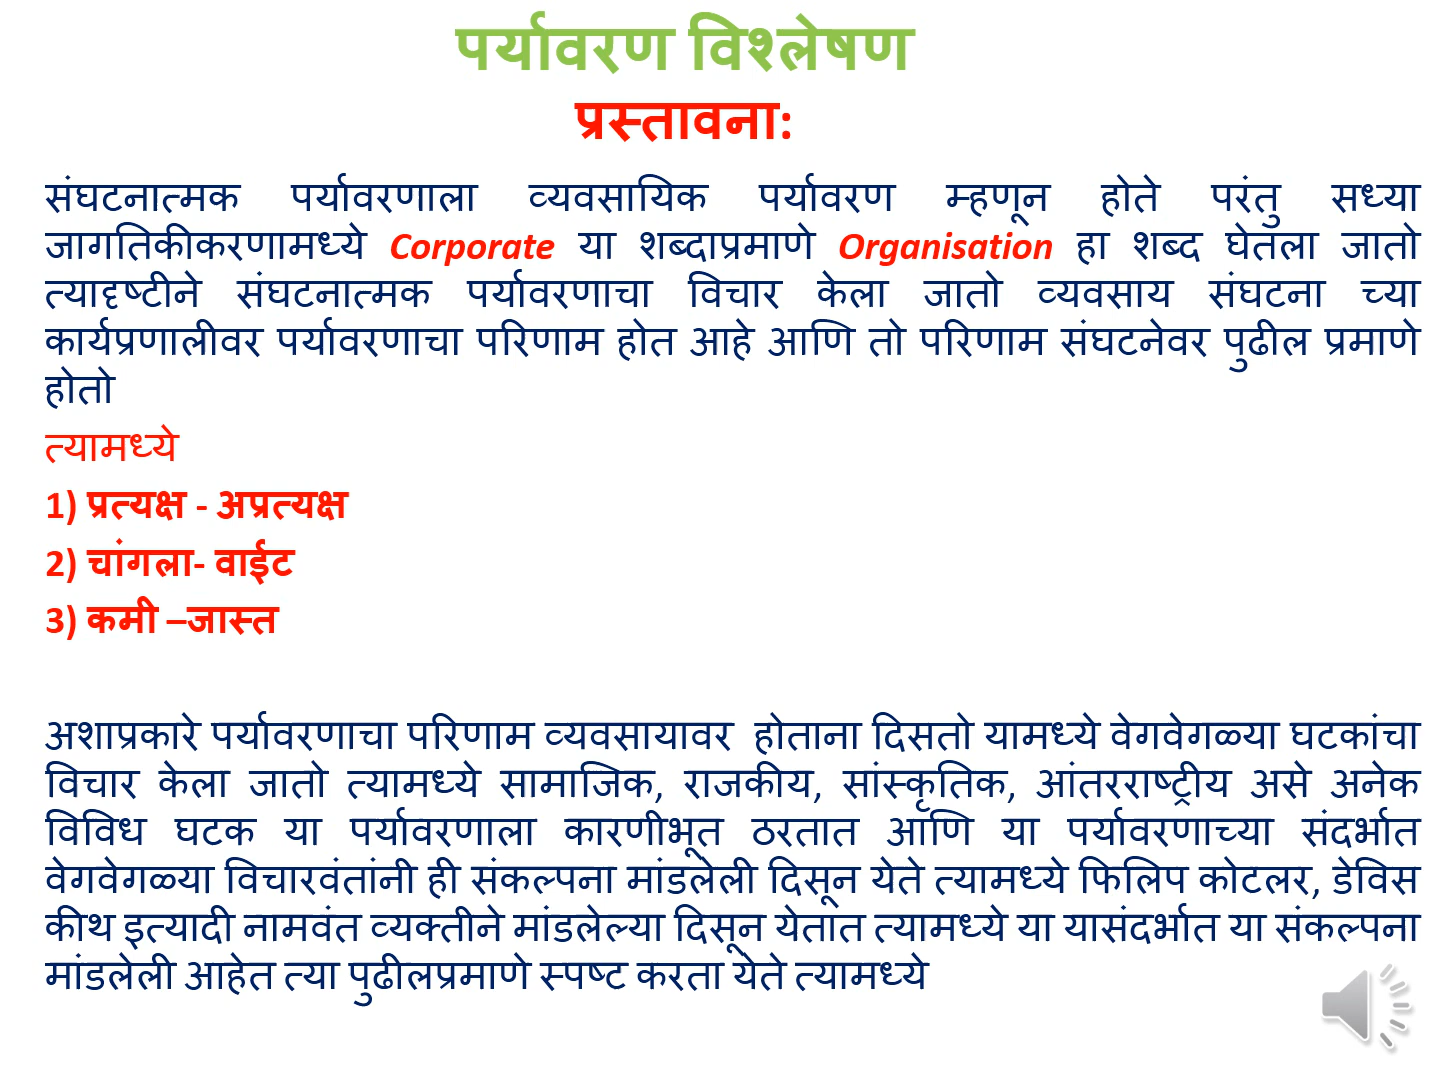 पर्यावरण विश्लेषण
प्रस्तावना:
संघटनात्मक पर्यावरणाला व्यवसायिक पर्यावरण म्हणून होते परंतु सध्या
जागतिकीकरणामध्ये Corporate या शब्दाप्रमाणे Organisation हा शब्द घेतला जातो
त्यादृष्टीने संघटनात्मक पर्यावरणाचा विचार केला जातो व्यवसाय संघटना च्या
कार्यप्रणालीवर पर्यावरणाचा परिणाम होत आहे आणि तो परिणाम संघटनेवर पुढील प्रमाणे
होतो
त्यामध्ये
1) प्रत्यक्ष - अप्रत्यक्ष
2) चांगला- वाईट
3) कमी –जास्त
अशाप्रकारे पर्यावरणाचा परिणाम व्यवसायावर होताना दिसतो यामध्ये वेगवेगळ्या घटकांचा
विचार केला जातो त्यामध्ये सामाजिक, राजकीय, सांस्कृतिक, आंतरराष्ट्रीय असे अनेक
विविध घटक या पर्यावरणाला कारणीभूत ठरतात आणि या पर्यावरणाच्या संदर्भात
वेगवेगळ्या विचारवंतांनी ही संकल्पना मांडलेली दिसून येते त्यामध्ये फिलिप कोटलर, डेविस
कीथ इत्यादी नामवंत व्यक्तीने मांडलेल्या दिसून येतात त्यामध्ये या यासंदर्भात या संकल्पना
मांडलेली आहेत त्या पुढीलप्रमाणे स्पष्ट करता येते त्यामध्ये